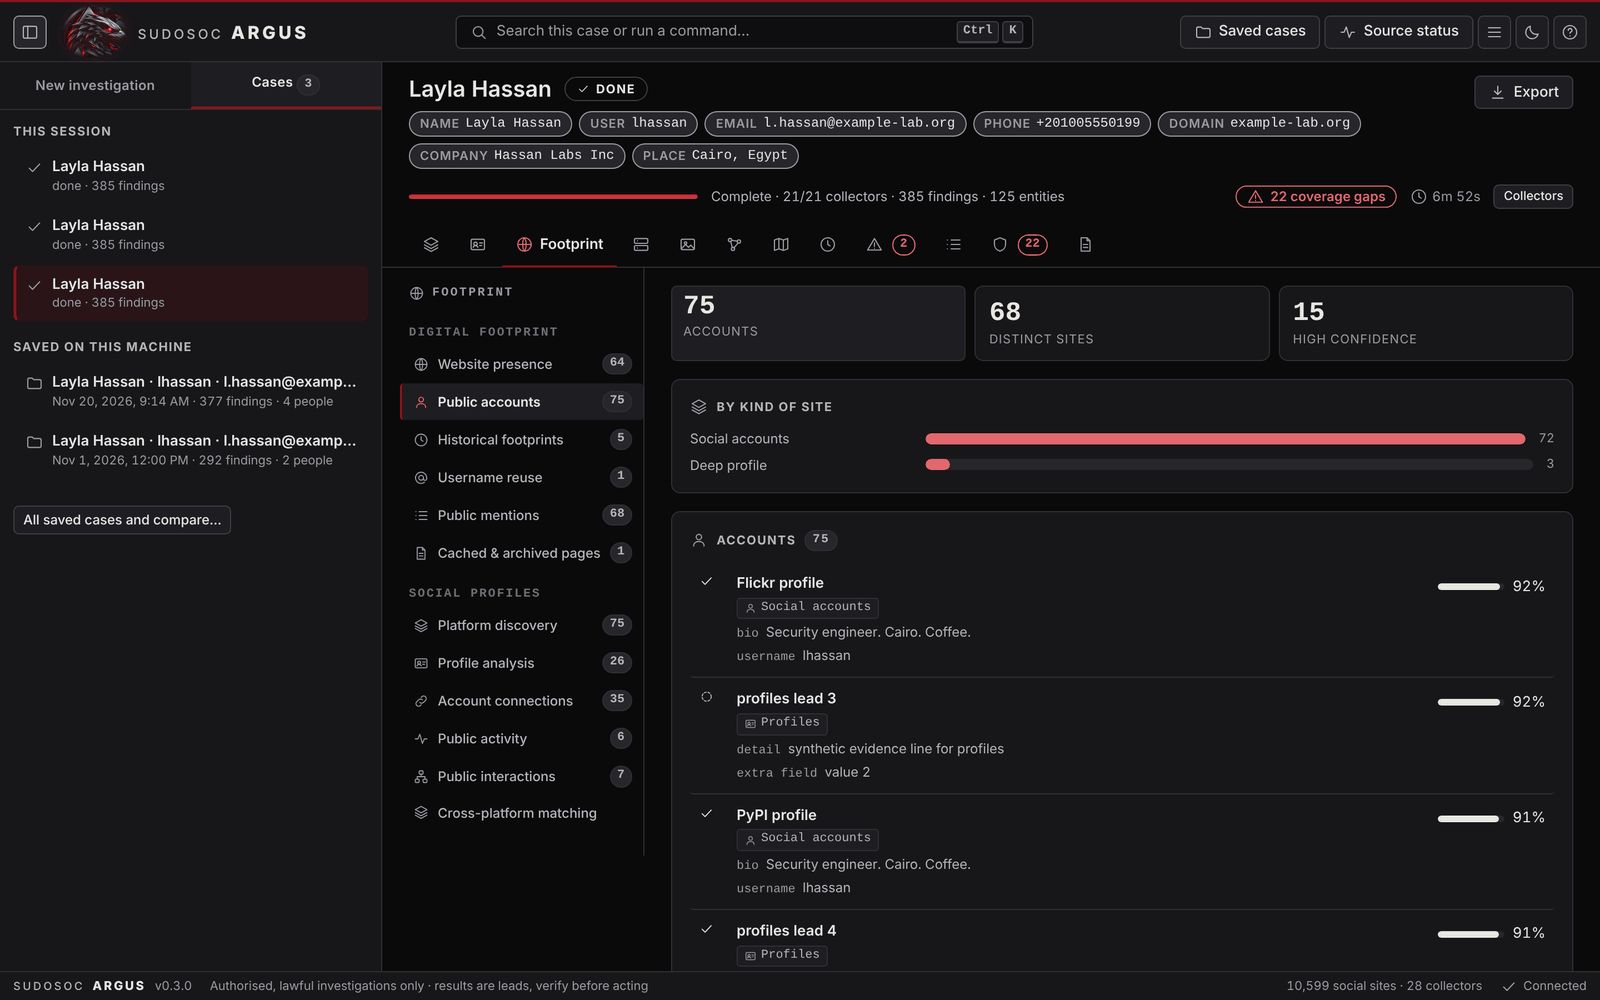 SUDOSOC ARGUS
Search this case or run a command...
Ctrl K
Saved cases
Source status
New investigation
Cases 3
THIS SESSION
Layla Hassan
done · 385 findings
Layla Hassan
done · 385 findings
Layla Hassan
done · 385 findings
SAVED ON THIS MACHINE
Layla Hassan · lhassan · l.hassan@examp...
Nov 20, 2026, 9:14 AM · 377 findings · 4 people
Layla Hassan · lhassan · l.hassan@examp...
Nov 1, 2026, 12:00 PM · 292 findings · 2 people
All saved cases and compare...
Layla Hassan
DONE
Export
NAME Layla Hassan
USER lhassan
EMAIL l.hassan@example-lab.org
PHONE +201005550199
DOMAIN example-lab.org
COMPANY Hassan Labs Inc
PLACE Cairo, Egypt
Complete · 21/21 collectors · 385 findings · 125 entities
22 coverage gaps
6m 52s
Collectors
Footprint
2
22
FOOTPRINT
DIGITAL FOOTPRINT
Website presence 64
Public accounts 75
Historical footprints 5
Username reuse 1
Public mentions 68
Cached & archived pages 1
SOCIAL PROFILES
Platform discovery 75
Profile analysis 26
Account connections 35
Public activity 6
Public interactions 7
Cross-platform matching
75
ACCOUNTS
68
DISTINCT SITES
15
HIGH CONFIDENCE
BY KIND OF SITE
Social accounts 72
Deep profile 3
ACCOUNTS 75
Flickr profile 92%
Social accounts
bio Security engineer. Cairo. Coffee.
username lhassan
profiles lead 3 92%
Profiles
detail synthetic evidence line for profiles
extra field value 2
PyPI profile 91%
Social accounts
bio Security engineer. Cairo. Coffee.
username lhassan
profiles lead 4 91%
Profiles
SUDOSOC ARGUS v0.3.0 Authorised, lawful investigations only · results are leads, verify before acting
10,599 social sites · 28 collectors
Connected